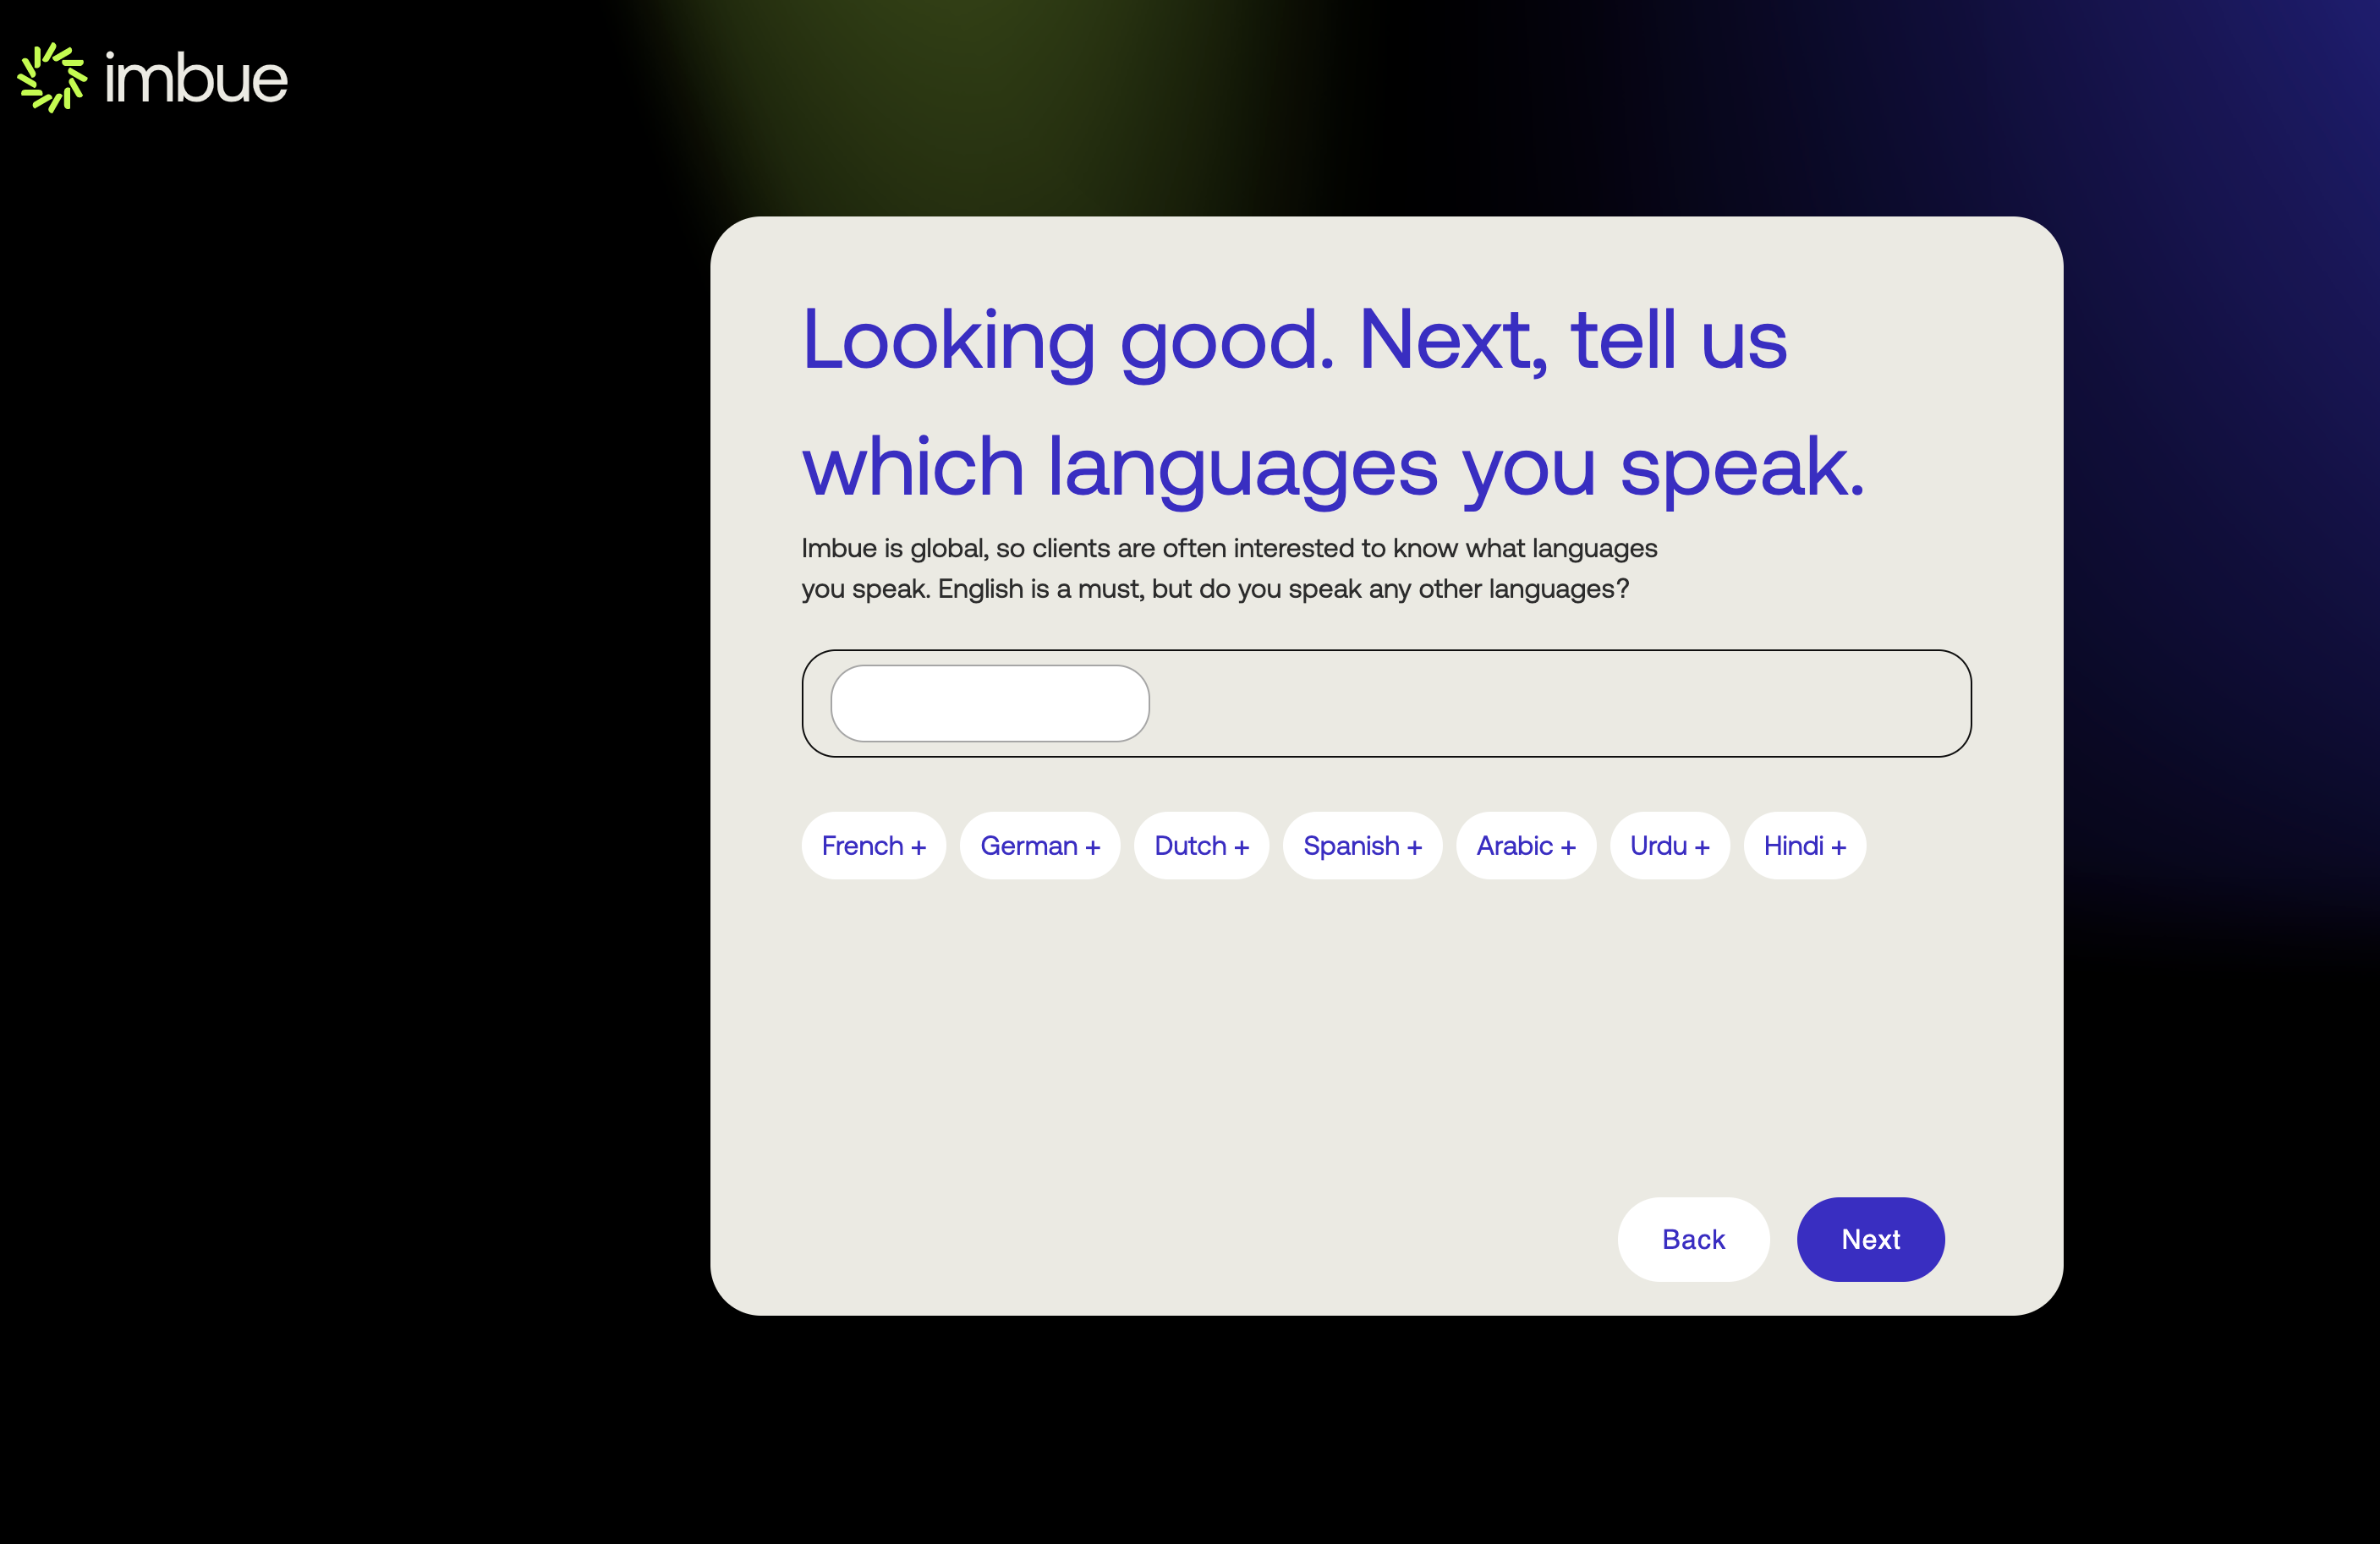 imbue
Looking good. Next, tell us
which languages you speak.
Imbue is global, so clients are often interested to know what languages
you speak. English is a must, but do you speak any other languages?
French + German + Dutch + Spanish + Arabic + Urdu + Hindi +
Back Next